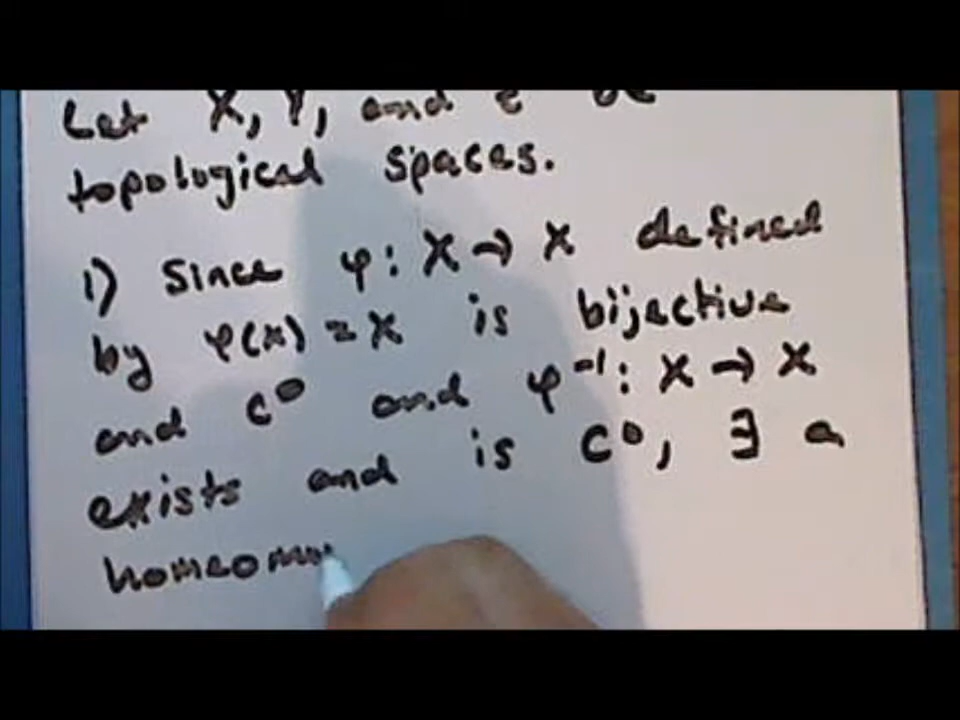 Let X, Y, and z be
topological spaces.
1) Since φ: X → X defined
by φ(x) = x is bijective
and C⁰ and φ⁻¹: X → X
exists and is C⁰, ∃ a
homeomo